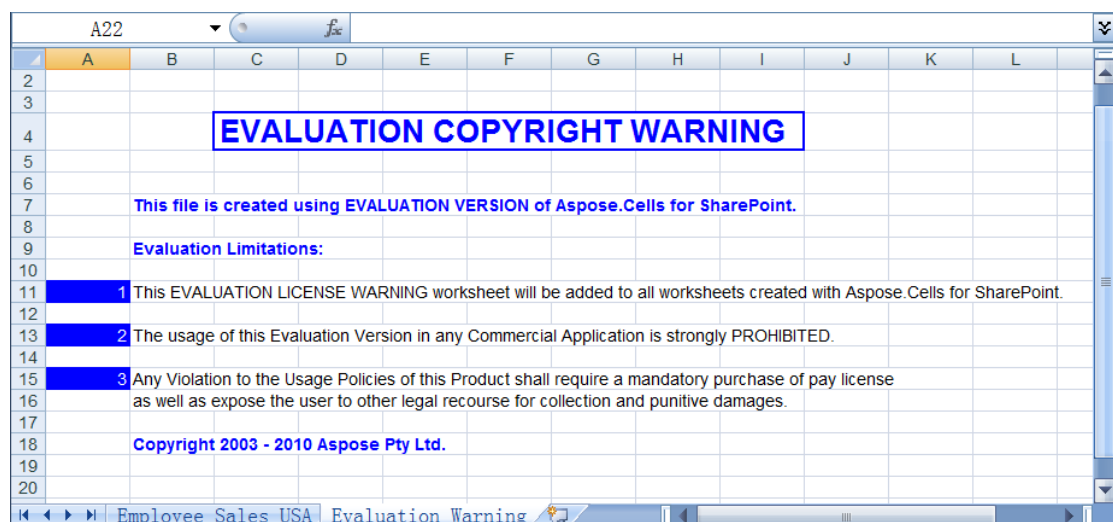 A22 fx
A B C D E F G H I J K L
2
3
4 EVALUATION COPYRIGHT WARNING
5
6
7 This file is created using EVALUATION VERSION of Aspose.Cells for SharePoint.
8
9 Evaluation Limitations:
10
11 1 This EVALUATION LICENSE WARNING worksheet will be added to all worksheets created with Aspose.Cells for SharePoint.
12
13 2 The usage of this Evaluation Version in any Commercial Application is strongly PROHIBITED.
14
15 3 Any Violation to the Usage Policies of this Product shall require a mandatory purchase of pay license
16 as well as expose the user to other legal recourse for collection and punitive damages.
17
18 Copyright 2003 - 2010 Aspose Pty Ltd.
19
20
Employee Sales USA Evaluation Warning